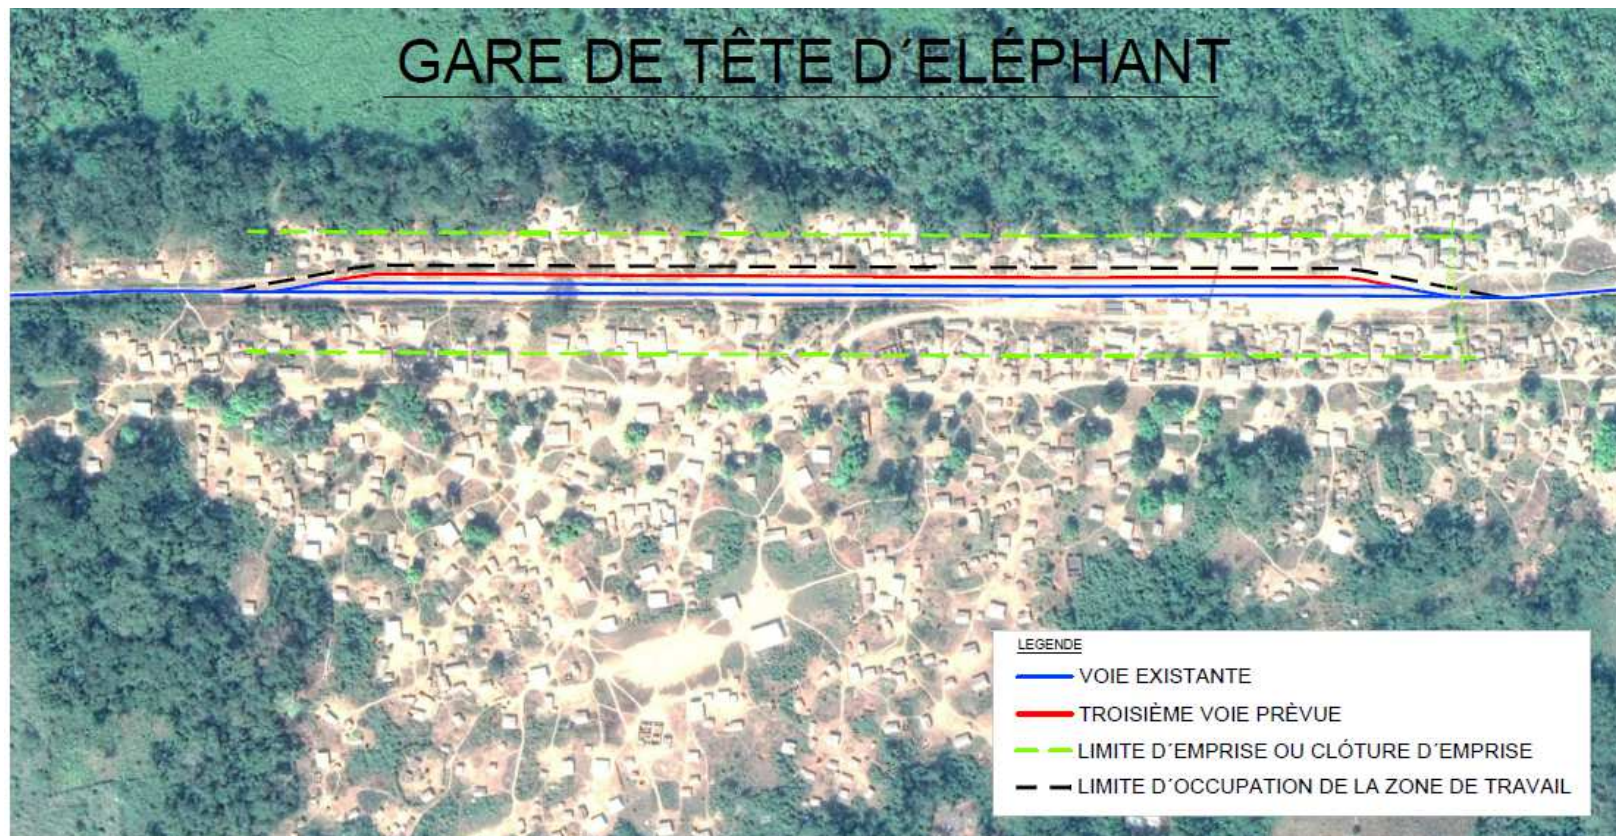 GARE DE TÊTE D´ELÉPHANT
LEGENDE
VOIE EXISTANTE
TROISIÈME VOIE PRÈVUE
LIMITE D´EMPRISE OU CLÓTURE D´EMPRISE
LIMITE D´OCCUPATION DE LA ZONE DE TRAVAIL